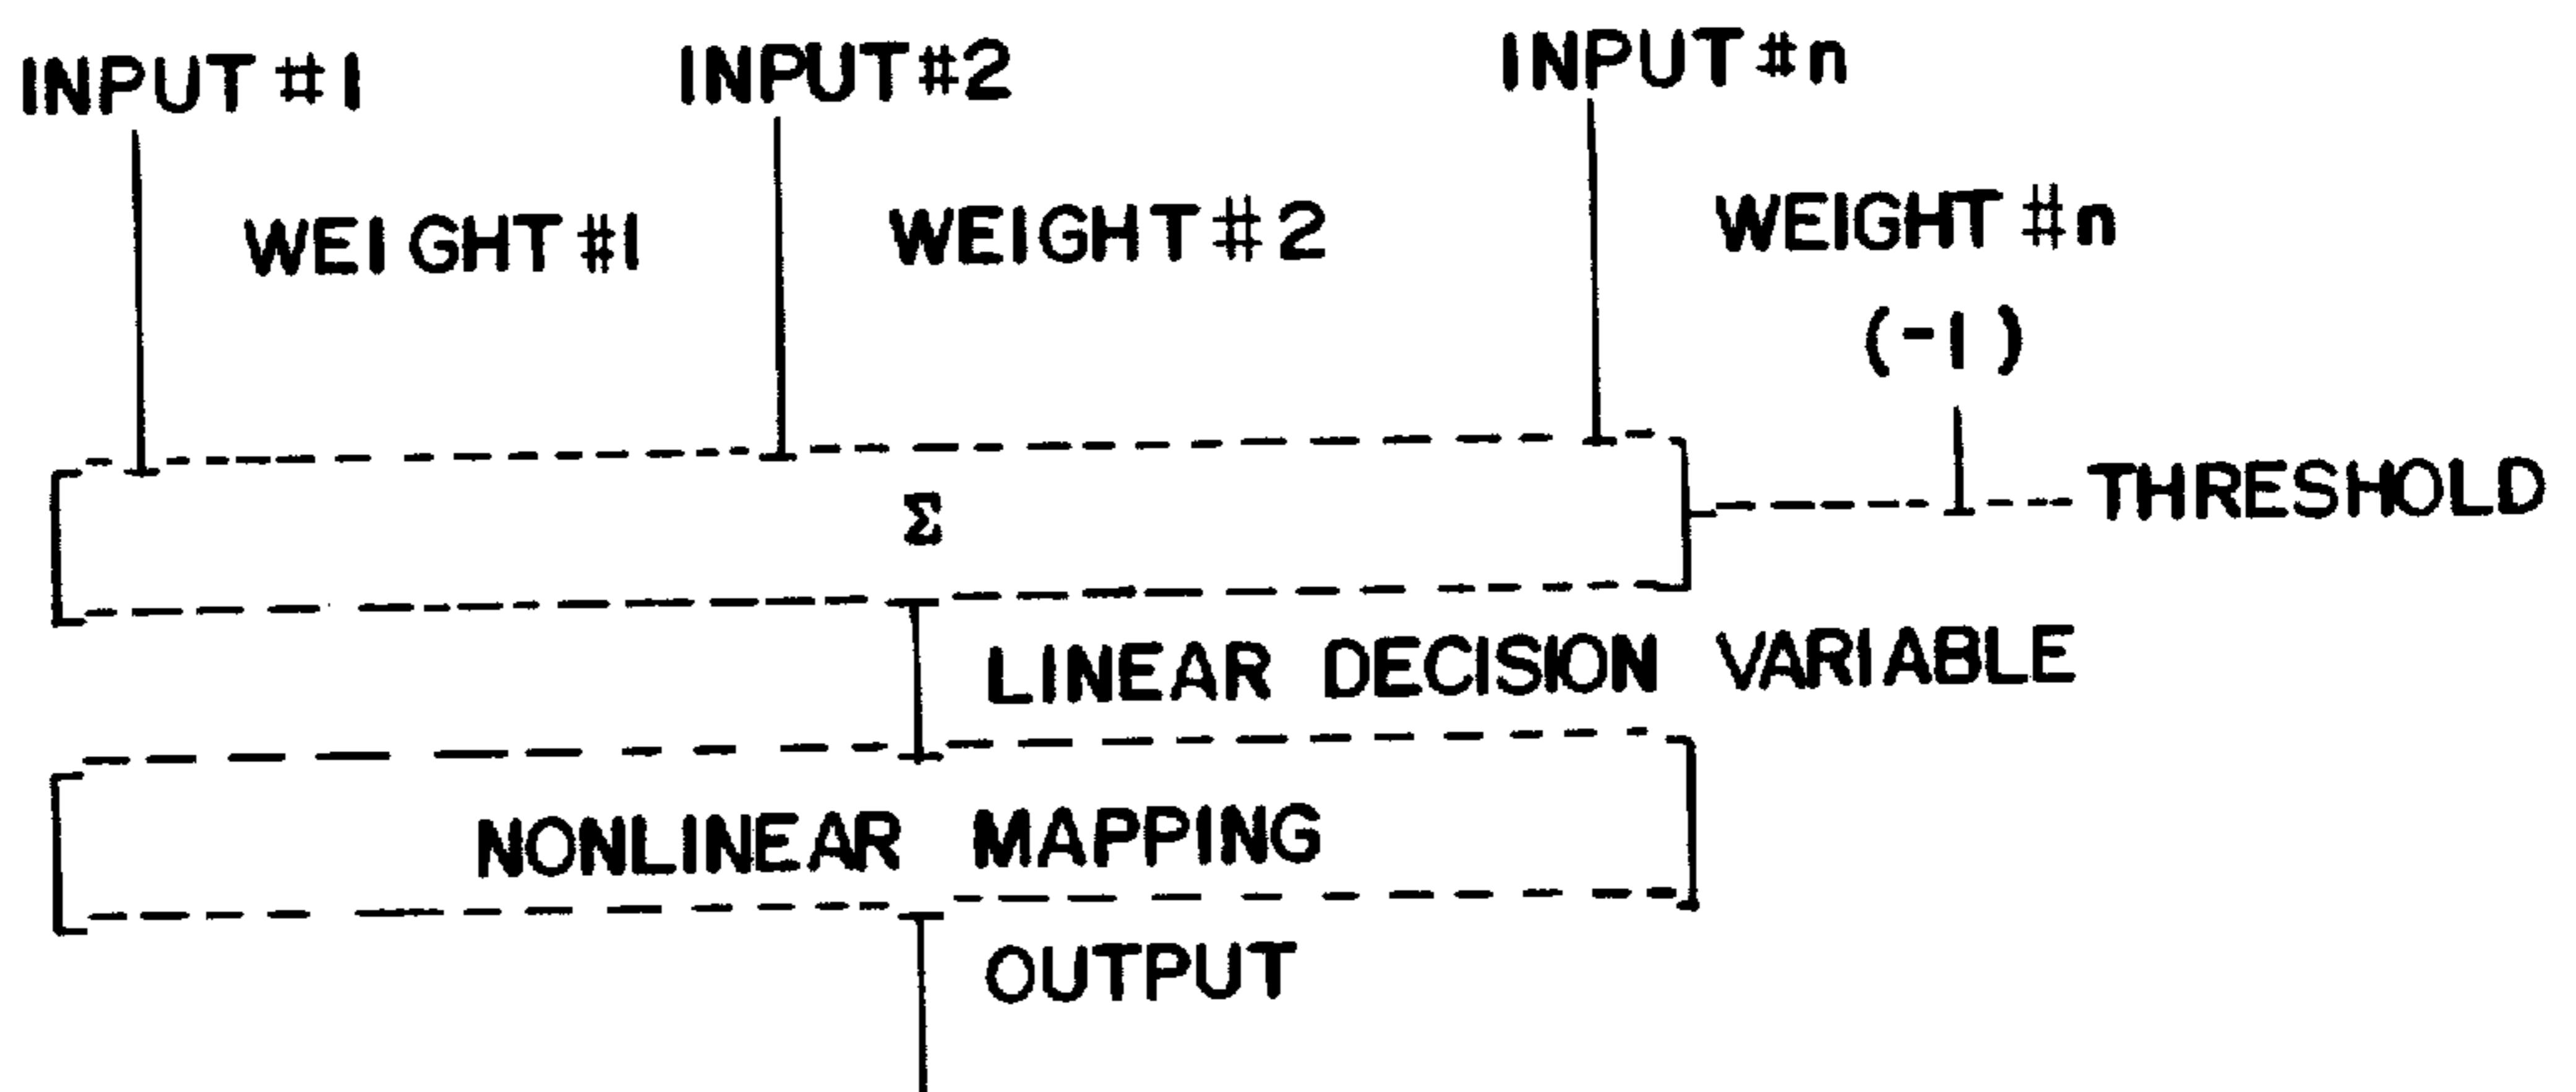 INPUT #1 INPUT #2 INPUT #n
WEIGHT #1 WEIGHT #2 WEIGHT #n
(-1)
Σ THRESHOLD
LINEAR DECISION VARIABLE
NONLINEAR MAPPING
OUTPUT